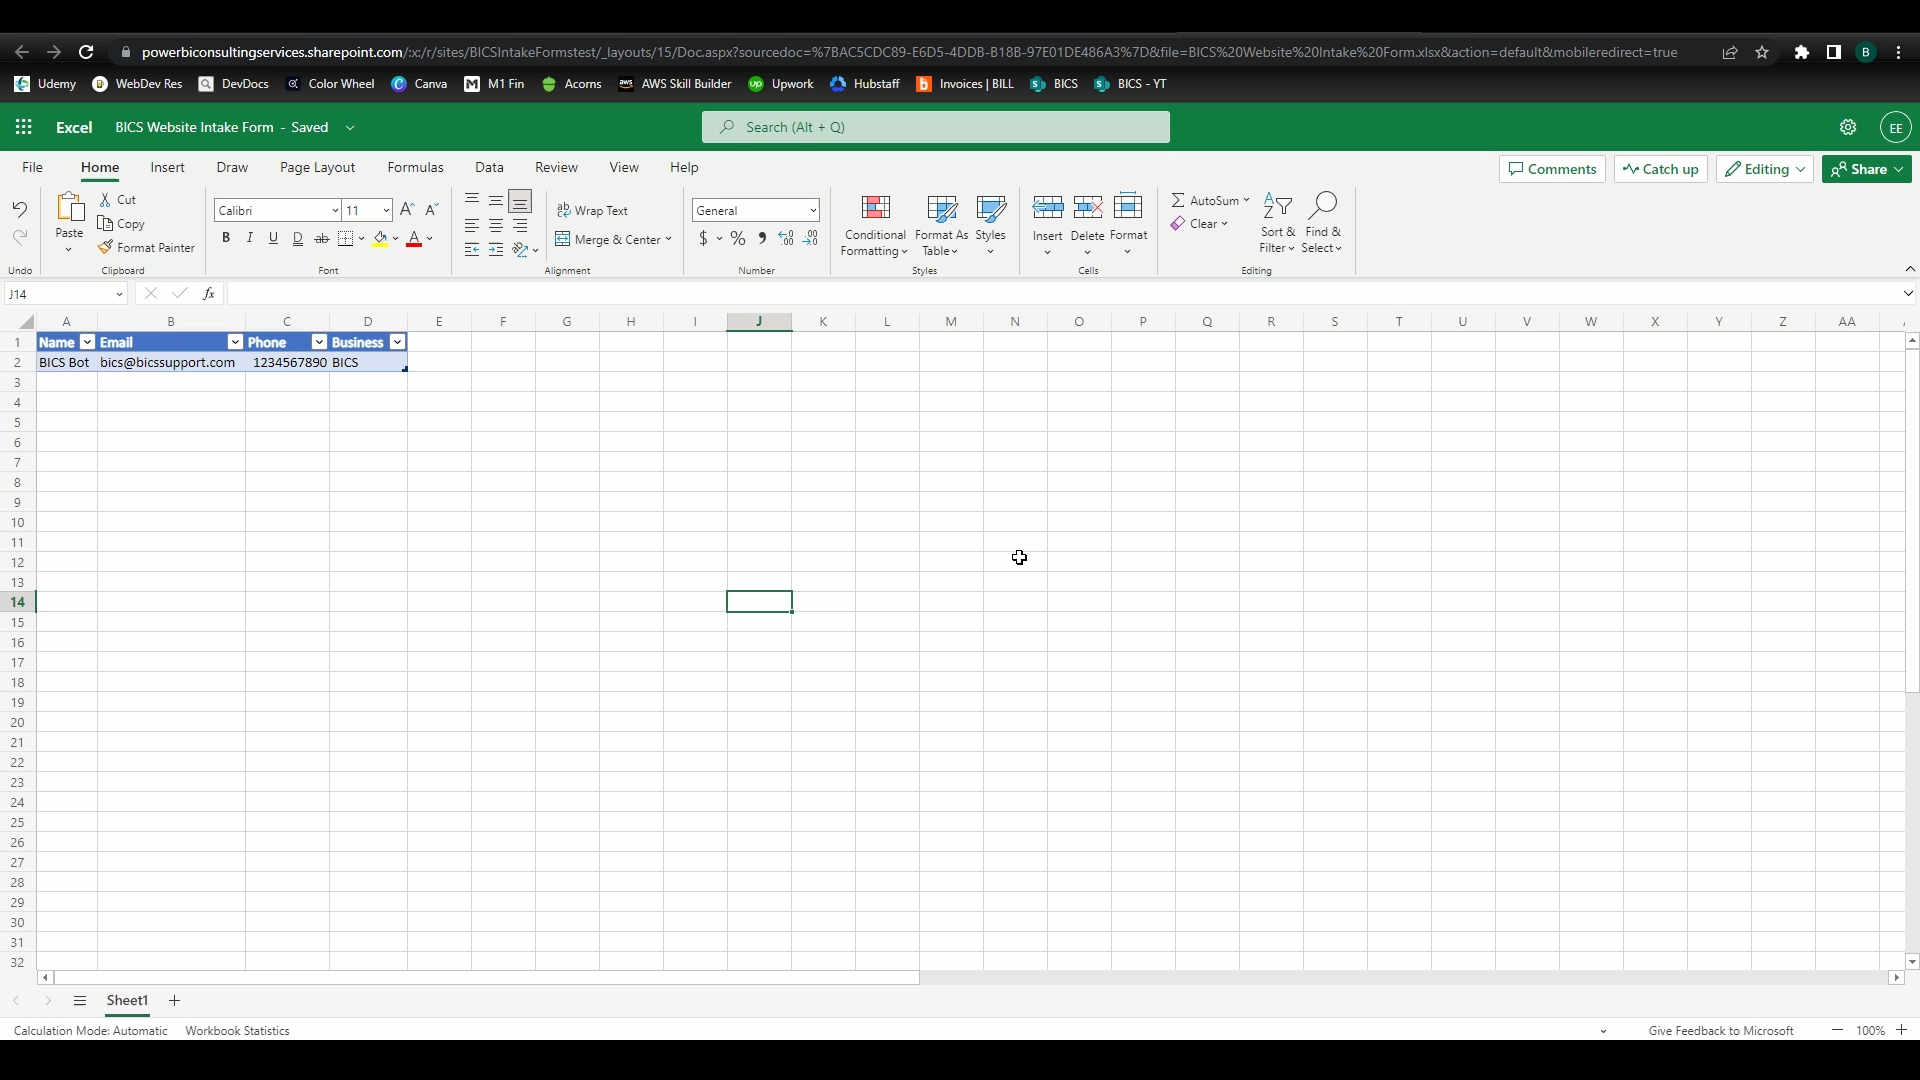 powerbiconsultingservices.sharepoint.com/:x:/r/sites/BICSIntakeFormstest/_layouts/15/Doc.aspx?sourcedoc=%7BAC5CDC89-E6D5-4DDB-B18B-97E01DE486A3%7D&file=BICS%20Website%20Intake%20Form.xlsx&action=default&mobileredirect=true B
Udemy WebDev Res DevDocs Color Wheel Canva M1 Fin Acorns AWS Skill Builder Upwork Hubstaff Invoices | BILL BICS BICS - YT
Excel BICS Website Intake Form - Saved Search (Alt + Q) EE
File Home Insert Draw Page Layout Formulas Data Review View Help Comments Catch up Editing Share
Paste Cut Copy Format Painter
Calibri 11
B I U D ab A
Wrap Text
Merge & Center
General
$ % ,
Conditional Formatting Format As Table Styles
Insert Delete Format
AutoSum
Clear
Sort & Filter Find & Select
Undo Clipboard Font Alignment Number Styles Cells Editing
J14 fx
A B C D E F G H I J K L M N O P Q R S T U V W X Y Z AA
1 Name Email Phone Business
2 BICS Bot bics@bicssupport.com 1234567890 BICS
3
4
5
6
7
8
9
10
11
12
13
14
15
16
17
18
19
20
21
22
23
24
25
26
27
28
29
30
31
32
Sheet1
Calculation Mode: Automatic Workbook Statistics Give Feedback to Microsoft 100%